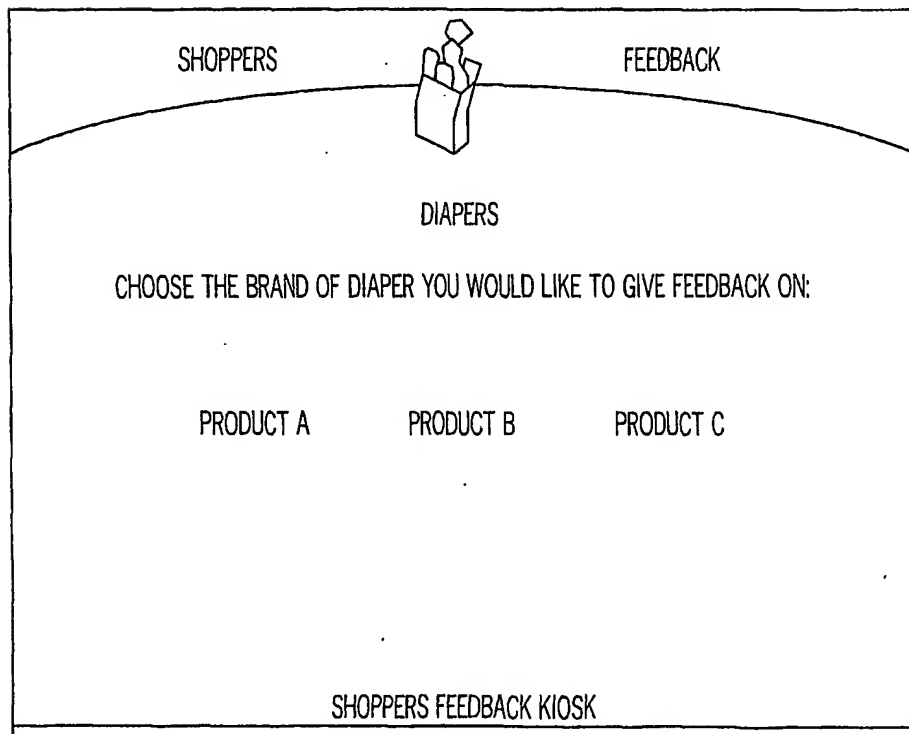 SHOPPERS FEEDBACK
DIAPERS
CHOOSE THE BRAND OF DIAPER YOU WOULD LIKE TO GIVE FEEDBACK ON:
PRODUCT A PRODUCT B PRODUCT C
SHOPPERS FEEDBACK KIOSK